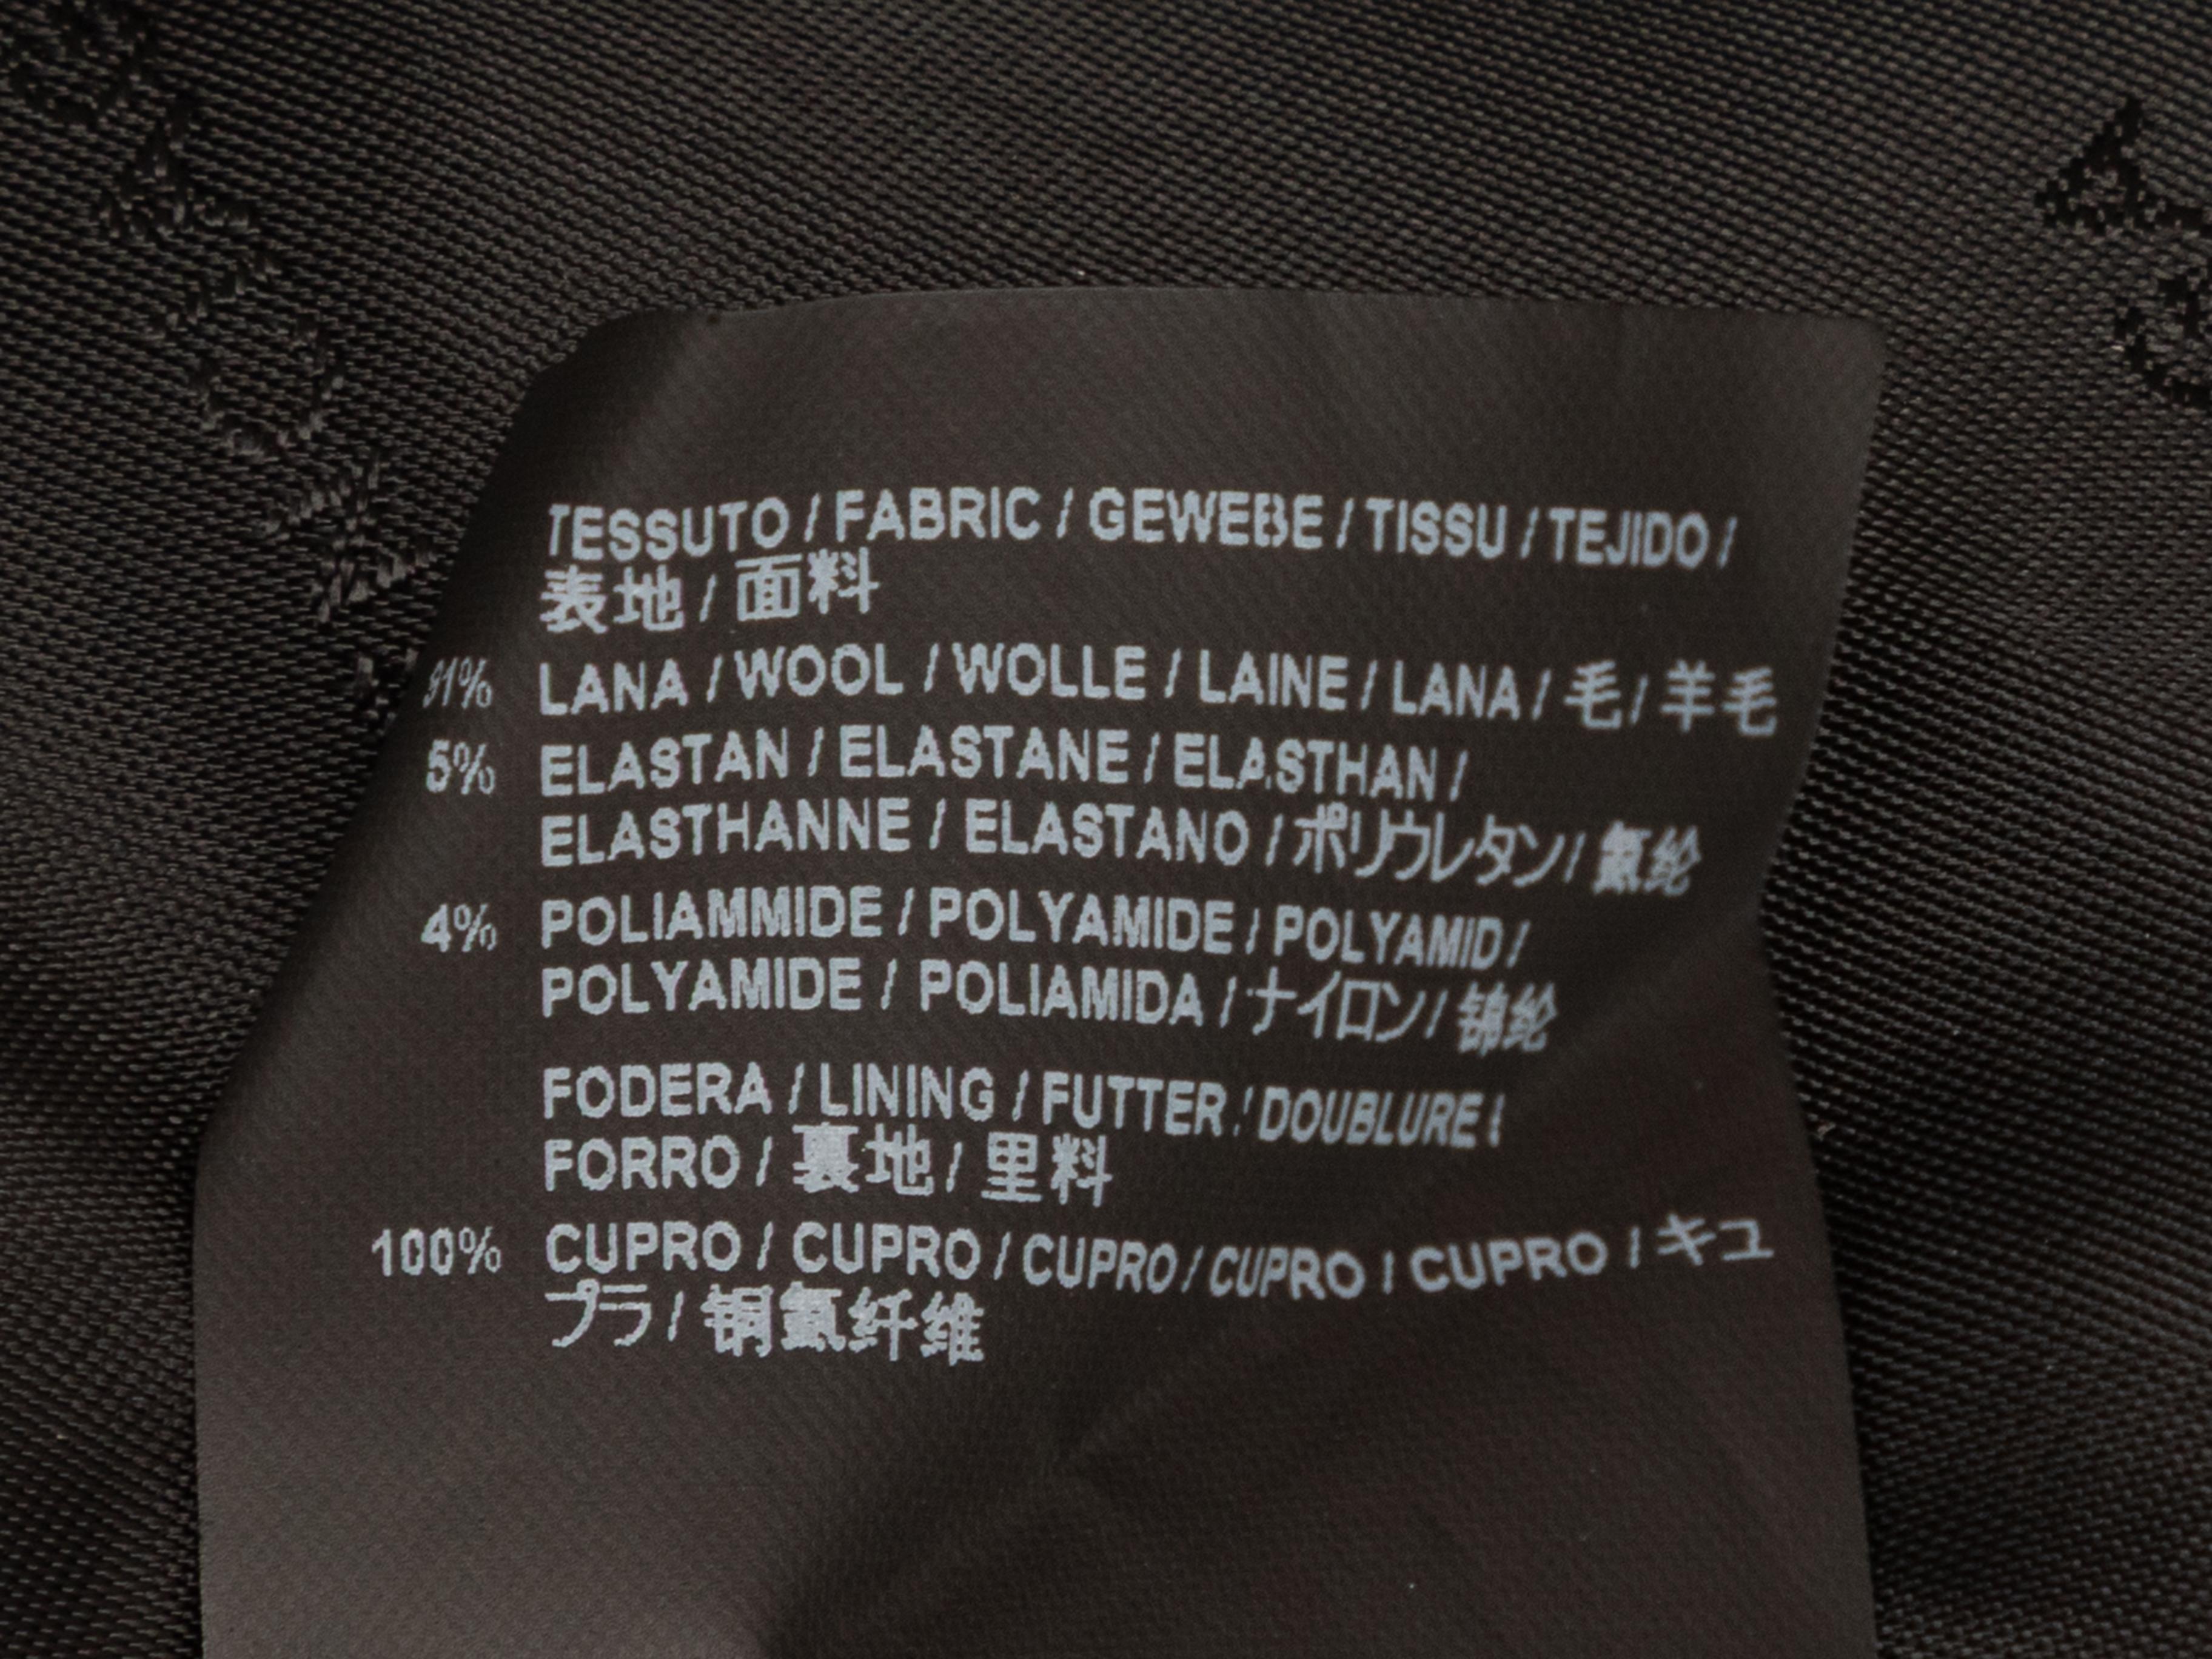 TESSUTO / FABRIC / GEWEBE / TISSU / TEJIDO /
表地 / 面料
91% LANA / WOOL / WOLLE / LAINE / LANA / 毛 / 羊毛
5% ELASTAN / ELASTANE / ELASTHAN /
ELASTHANNE / ELASTANO / ポリウレタン / 氨纶
4% POLIAMMIDE / POLYAMIDE / POLYAMID /
POLYAMIDE / POLIAMIDA / ナイロン / 锦纶
FODERA / LINING / FUTTER / DOUBLURE /
FORRO / 裏地 / 里料
100% CUPRO / CUPRO / CUPRO / CUPRO / CUPRO / キュ
プラ / 铜氨纤维